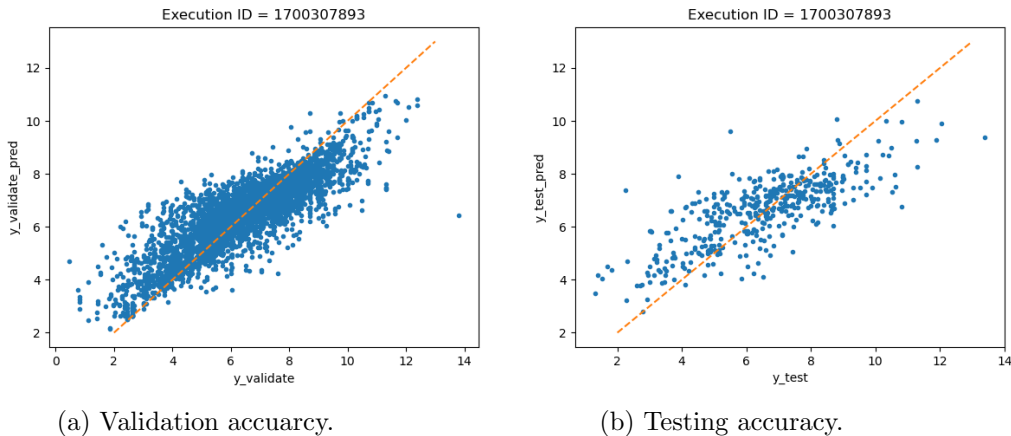 Execution ID = 1700307893
12
10
8
6
4
2
y_validate_pred
0 2 4 6 8 10 12 14
y_validate
(a) Validation accuarcy.
Execution ID = 1700307893
12
10
8
6
4
2
y_test_pred
2 4 6 8 10 12 14
y_test
(b) Testing accuracy.